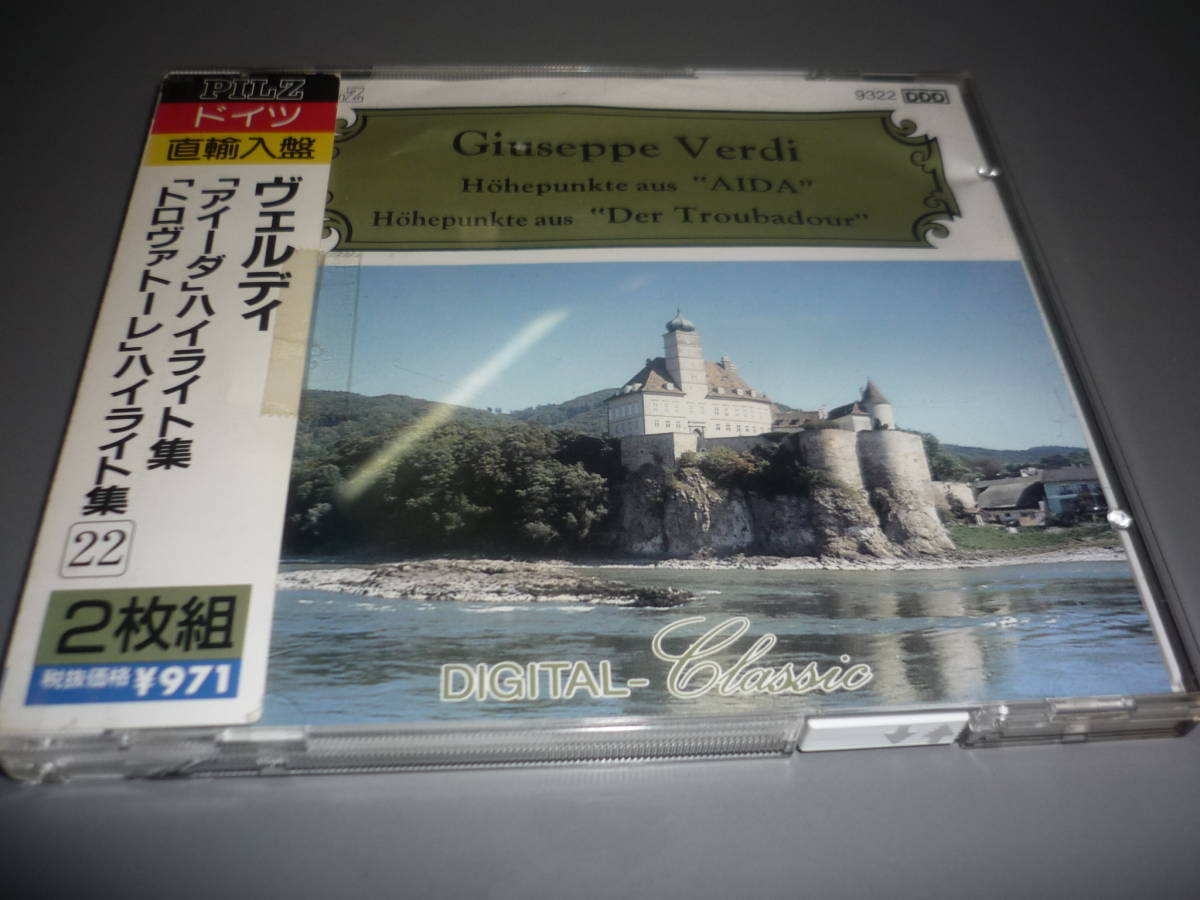 PILZ
ドイツ
直輸入盤
ヴェルディ
「アイーダ」ハイライト集
「トロヴァトーレ」ハイライト集
22
2枚組
税抜価格 ¥971
LZ
9322 DDD
Giuseppe Verdi
Höhepunkte aus "AIDA"
Höhepunkte aus "Der Troubadour"
DIGITAL-Classic